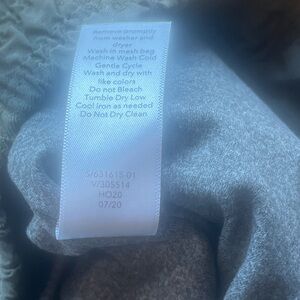 Remove promptly
from washer and
dryer
Wash in mesh bag
Machine Wash Cold
Gentle Cycle
Wash and dry with
like colors
Do not Bleach
Tumble Dry Low
Cool iron as needed
Do Not Dry Clean
S/631615-01
V/305514
HO20
07/20